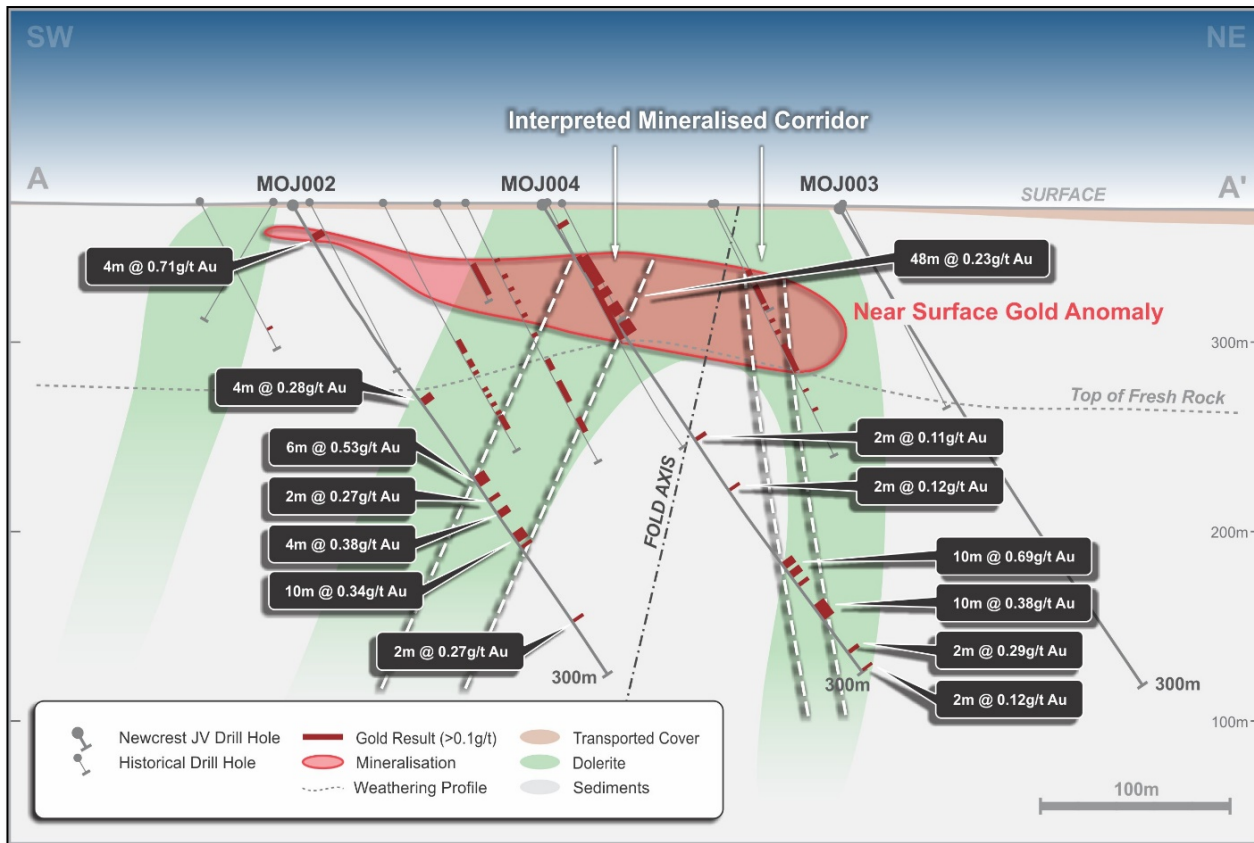 SW
NE
Interpreted Mineralised Corridor
A
MOJ002
MOJ004
MOJ003
SURFACE
A'
4m @ 0.71g/t Au
48m @ 0.23g/t Au
Near Surface Gold Anomaly
300m
4m @ 0.28g/t Au
Top of Fresh Rock
6m @ 0.53g/t Au
2m @ 0.11g/t Au
2m @ 0.27g/t Au
2m @ 0.12g/t Au
FOLD AXIS
4m @ 0.38g/t Au
200m
10m @ 0.34g/t Au
10m @ 0.69g/t Au
10m @ 0.38g/t Au
2m @ 0.27g/t Au
2m @ 0.29g/t Au
300m
300m
300m
2m @ 0.12g/t Au
100m
Newcrest JV Drill Hole
Gold Result (>0.1g/t)
Transported Cover
Historical Drill Hole
Mineralisation
Dolerite
Weathering Profile
Sediments
100m